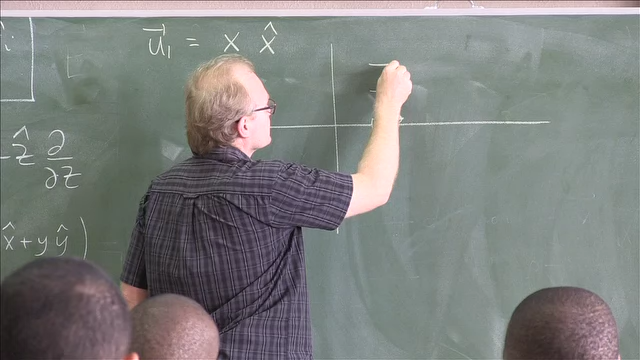 î
u⃗₁ = x x̂
ẑ ∂/∂z
x̂ + y ŷ )